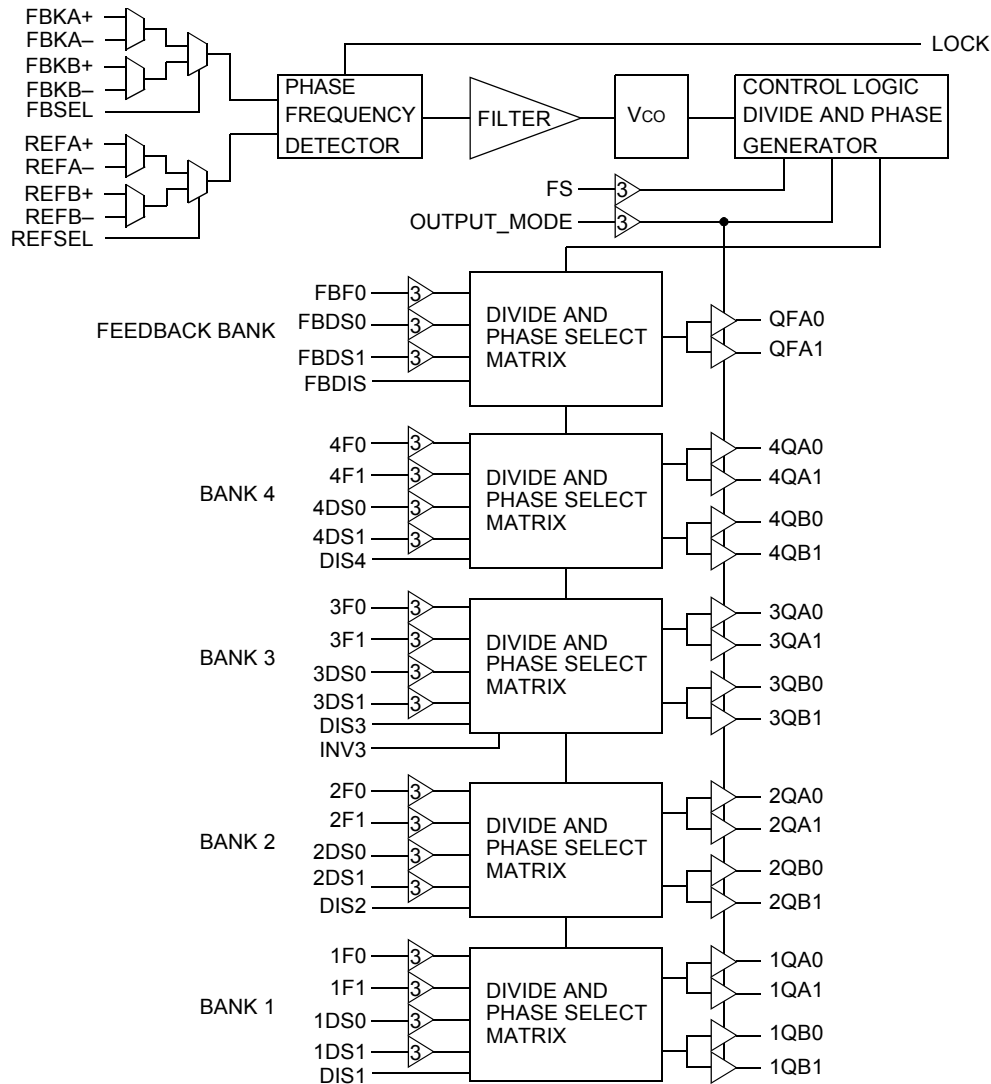 FBKA+
FBKA–
FBKB+
FBKB–
FBSEL
REFA+
REFA–
REFB+
REFB–
REFSEL
LOCK
PHASE
FREQUENCY
DETECTOR
FILTER
VCO
CONTROL LOGIC
DIVIDE AND PHASE
GENERATOR
FS 3
OUTPUT_MODE 3
FEEDBACK BANK
FBF0 3
FBDS0 3
FBDS1 3
FBDIS
DIVIDE AND
PHASE SELECT
MATRIX
QFA0
QFA1
BANK 4
4F0 3
4F1 3
4DS0 3
4DS1 3
DIS4
DIVIDE AND
PHASE SELECT
MATRIX
4QA0
4QA1
4QB0
4QB1
BANK 3
3F0 3
3F1 3
3DS0 3
3DS1 3
DIS3
INV3
DIVIDE AND
PHASE SELECT
MATRIX
3QA0
3QA1
3QB0
3QB1
BANK 2
2F0 3
2F1 3
2DS0 3
2DS1 3
DIS2
DIVIDE AND
PHASE SELECT
MATRIX
2QA0
2QA1
2QB0
2QB1
BANK 1
1F0 3
1F1 3
1DS0 3
1DS1 3
DIS1
DIVIDE AND
PHASE SELECT
MATRIX
1QA0
1QA1
1QB0
1QB1